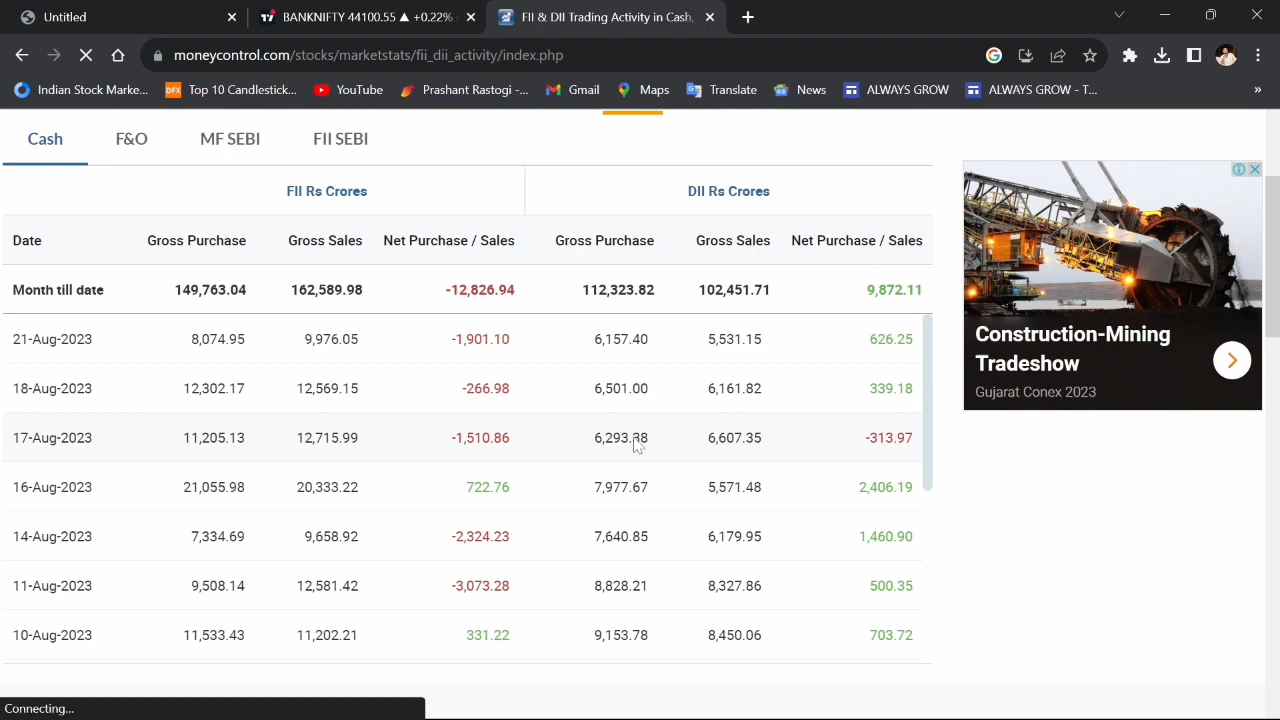 Untitled
BANKNIFTY 44100.55 ▲ +0.22%
FII & DII Trading Activity in Cash,
moneycontrol.com/stocks/marketstats/fii_dii_activity/index.php
Indian Stock Marke... DFX Top 10 Candlestick... YouTube Prashant Rastogi -... Gmail Maps Translate News ALWAYS GROW ALWAYS GROW - T... »
Cash F&O MF SEBI FII SEBI
FII Rs Crores DII Rs Crores
Date Gross Purchase Gross Sales Net Purchase / Sales Gross Purchase Gross Sales Net Purchase / Sales
Month till date 149,763.04 162,589.98 -12,826.94 112,323.82 102,451.71 9,872.11
21-Aug-2023 8,074.95 9,976.05 -1,901.10 6,157.40 5,531.15 626.25
18-Aug-2023 12,302.17 12,569.15 -266.98 6,501.00 6,161.82 339.18
17-Aug-2023 11,205.13 12,715.99 -1,510.86 6,293.38 6,607.35 -313.97
16-Aug-2023 21,055.98 20,333.22 722.76 7,977.67 5,571.48 2,406.19
14-Aug-2023 7,334.69 9,658.92 -2,324.23 7,640.85 6,179.95 1,460.90
11-Aug-2023 9,508.14 12,581.42 -3,073.28 8,828.21 8,327.86 500.35
10-Aug-2023 11,533.43 11,202.21 331.22 9,153.78 8,450.06 703.72
Construction-Mining
Tradeshow
Gujarat Conex 2023
Connecting...